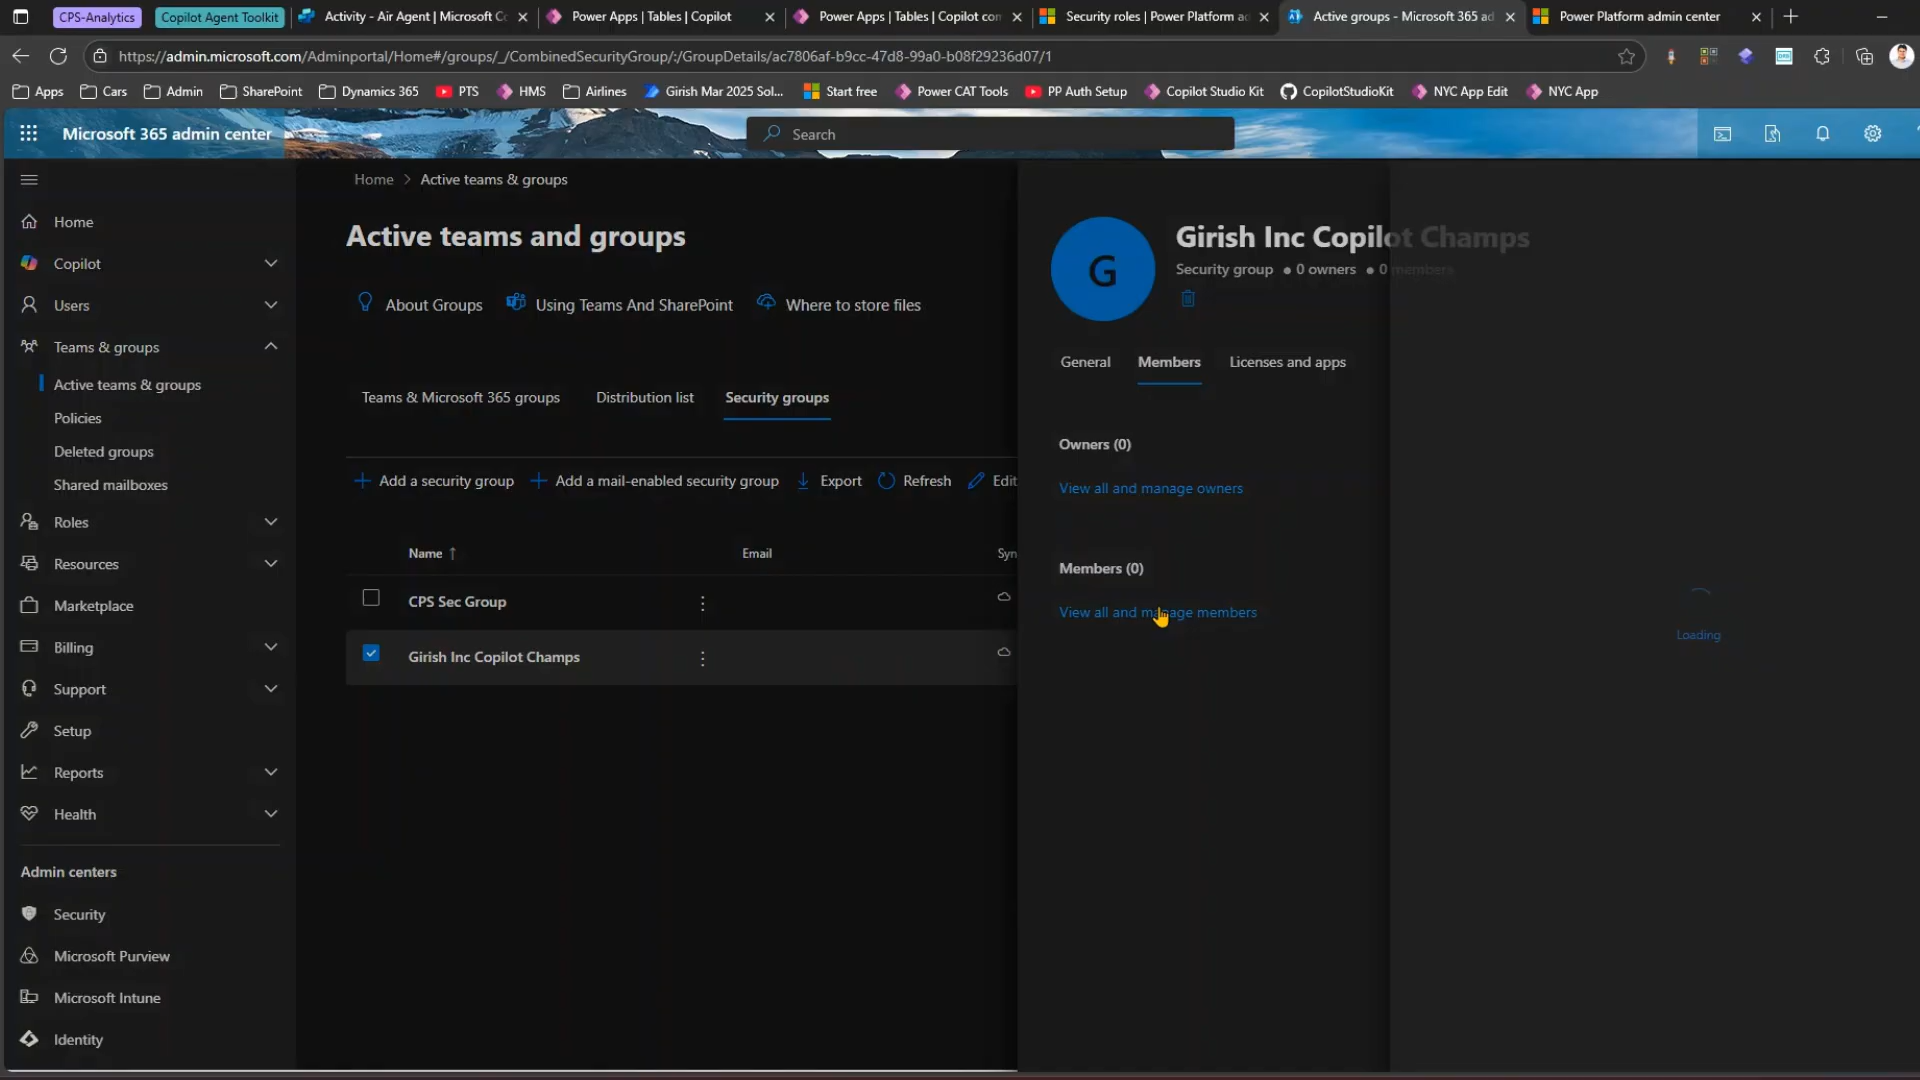 CPS-Analytics
Copilot Agent Toolkit
Activity - Air Agent | Microsoft Co
Power Apps | Tables | Copilot
Power Apps | Tables | Copilot con
Security roles | Power Platform ad
Active groups - Microsoft 365 ad
Power Platform admin center
https://admin.microsoft.com/Adminportal/Home#/groups/_/CombinedSecurityGroup/:/GroupDetails/ac7806af-b9cc-47d8-99a0-b08f29236d07/1
Apps
Cars
Admin
SharePoint
Dynamics 365
PTS
HMS
Airlines
Girish Mar 2025 Sol...
Start free
Power CAT Tools
PP Auth Setup
Copilot Studio Kit
CopilotStudioKit
NYC App Edit
NYC App
Microsoft 365 admin center
Search
Home
Copilot
Users
Teams & groups
Active teams & groups
Policies
Deleted groups
Shared mailboxes
Roles
Resources
Marketplace
Billing
Support
Setup
Reports
Health
Admin centers
Security
Microsoft Purview
Microsoft Intune
Identity
Home > Active teams & groups
Active teams and groups
About Groups
Using Teams And SharePoint
Where to store files
Teams & Microsoft 365 groups
Distribution list
Security groups
Add a security group
Add a mail-enabled security group
Export
Refresh
Edit
Name ↑
Email
Syn
CPS Sec Group
Girish Inc Copilot Champs
G
Girish Inc Copilot Champs
Security group • 0 owners • 0 members
General
Members
Licenses and apps
Owners (0)
View all and manage owners
Members (0)
View all and manage members
Loading